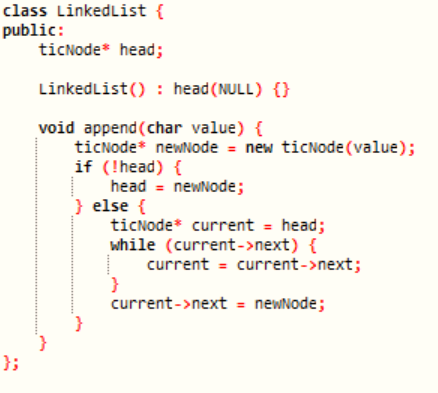 class LinkedList {
public:
    ticNode* head;

    LinkedList() : head(NULL) {}

    void append(char value) {
        ticNode* newNode = new ticNode(value);
        if (!head) {
            head = newNode;
        } else {
            ticNode* current = head;
            while (current->next) {
                current = current->next;
            }
            current->next = newNode;
        }
    }
};